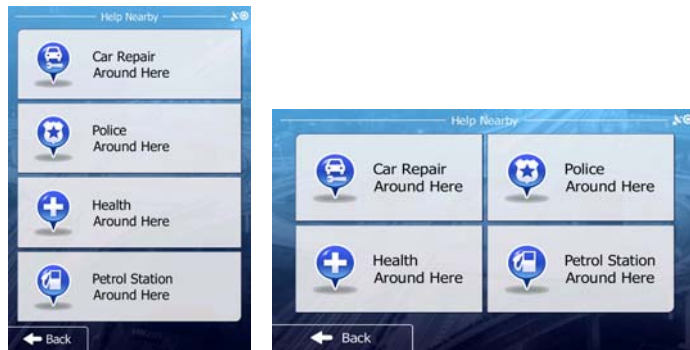 Help Nearby
Car Repair
Around Here
Police
Around Here
Health
Around Here
Petrol Station
Around Here
Back
Help Nearby
Car Repair
Around Here
Police
Around Here
Health
Around Here
Petrol Station
Around Here
Back